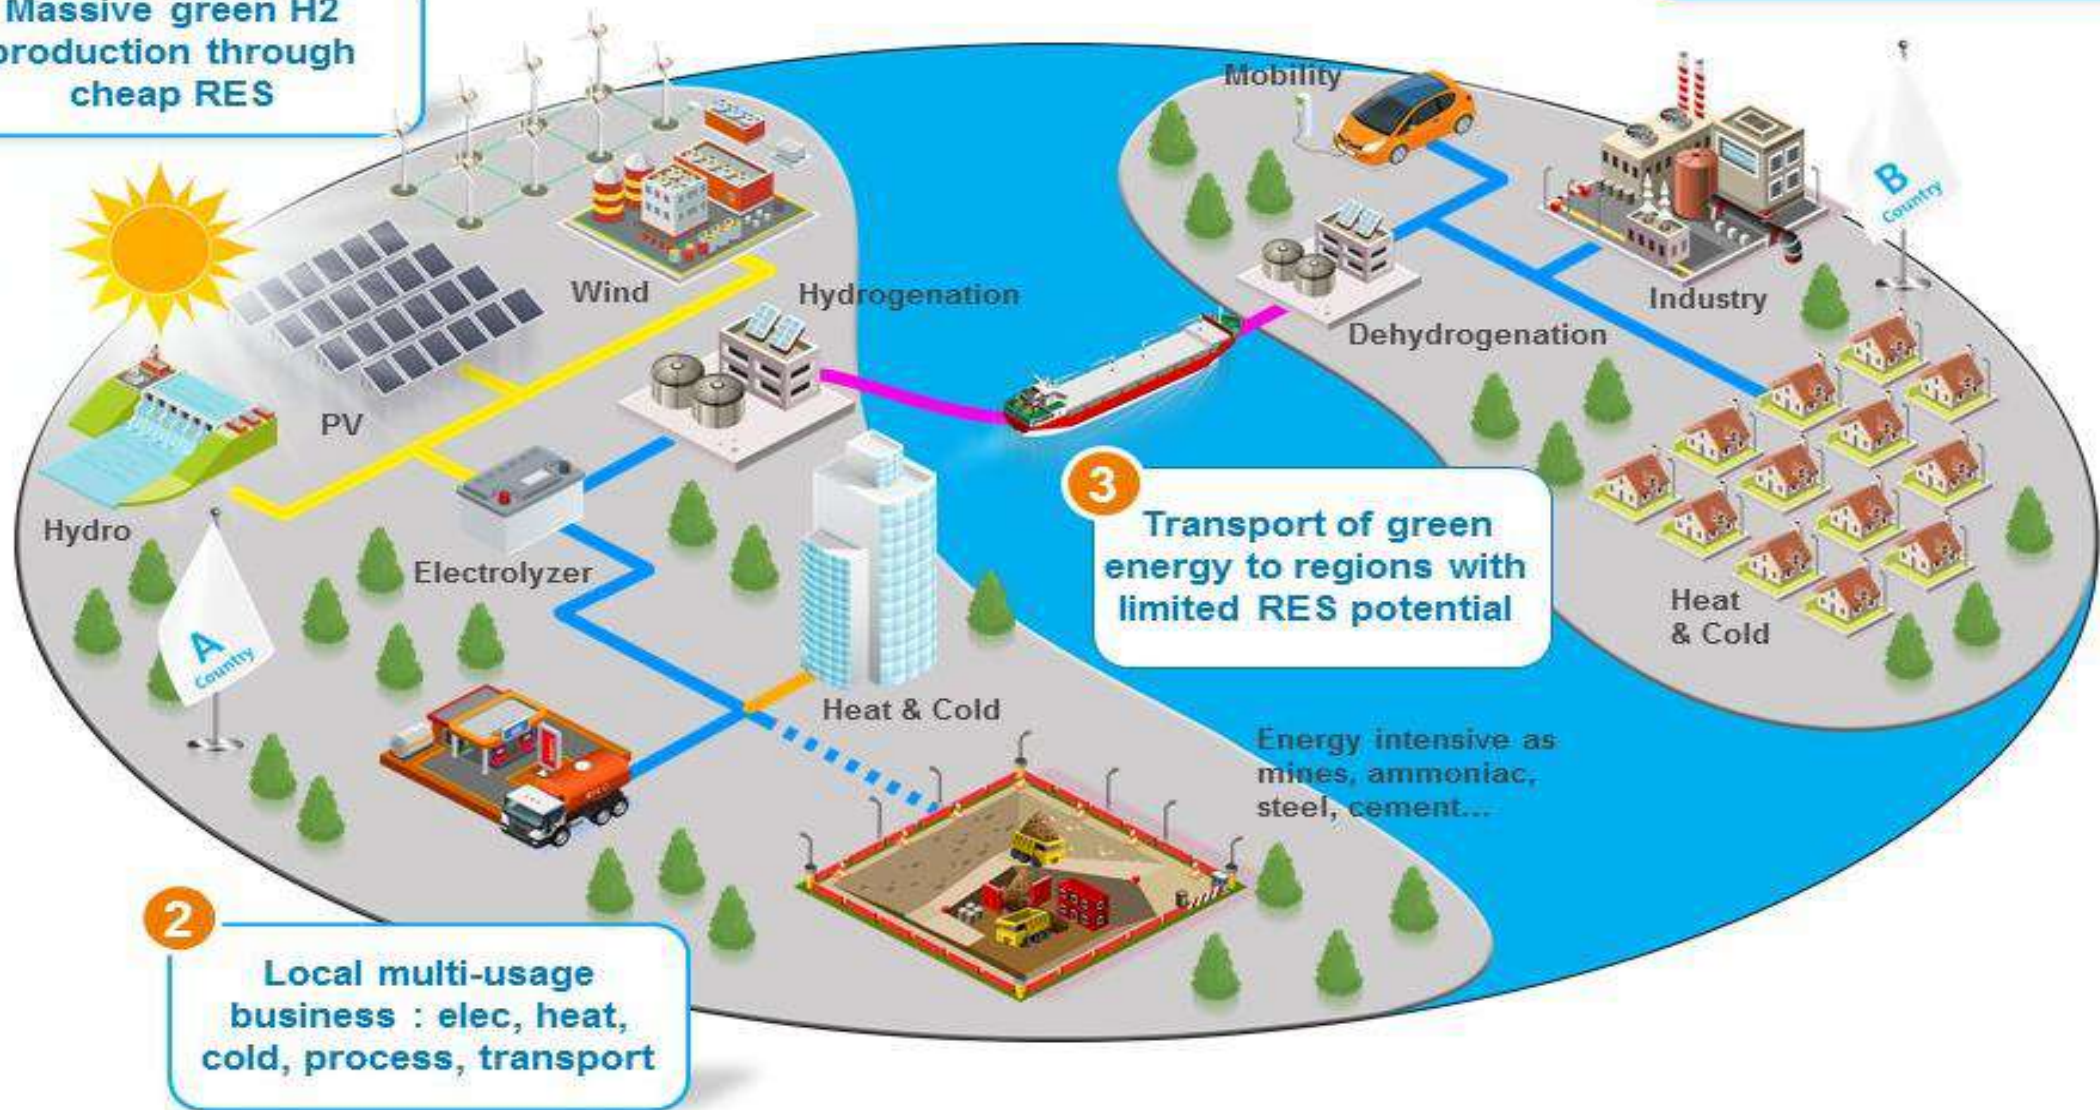 Massive green H2
production through
cheap RES
Mobility
B
Country
Wind
Hydrogenation
Industry
Dehydrogenation
PV
3
Transport of green
energy to regions with
limited RES potential
Hydro
Electrolyzer
A
Country
Heat
& Cold
Heat & Cold
Energy intensive as
mines, ammoniac,
steel, cement...
2
Local multi-usage
business : elec, heat,
cold, process, transport